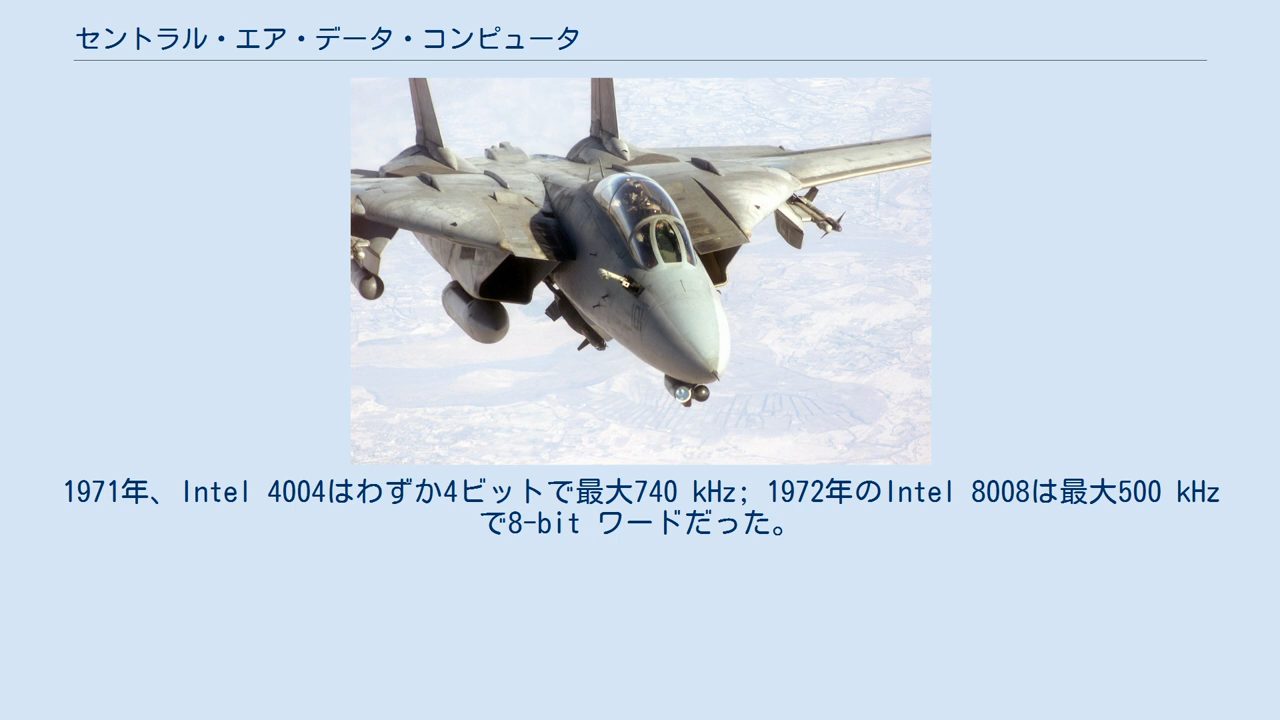 セントラル・エア・データ・コンピュータ
1971年、Intel 4004はわずか4ビットで最大740 kHz; 1972年のIntel 8008は最大500 kHz
で8-bit ワードだった。